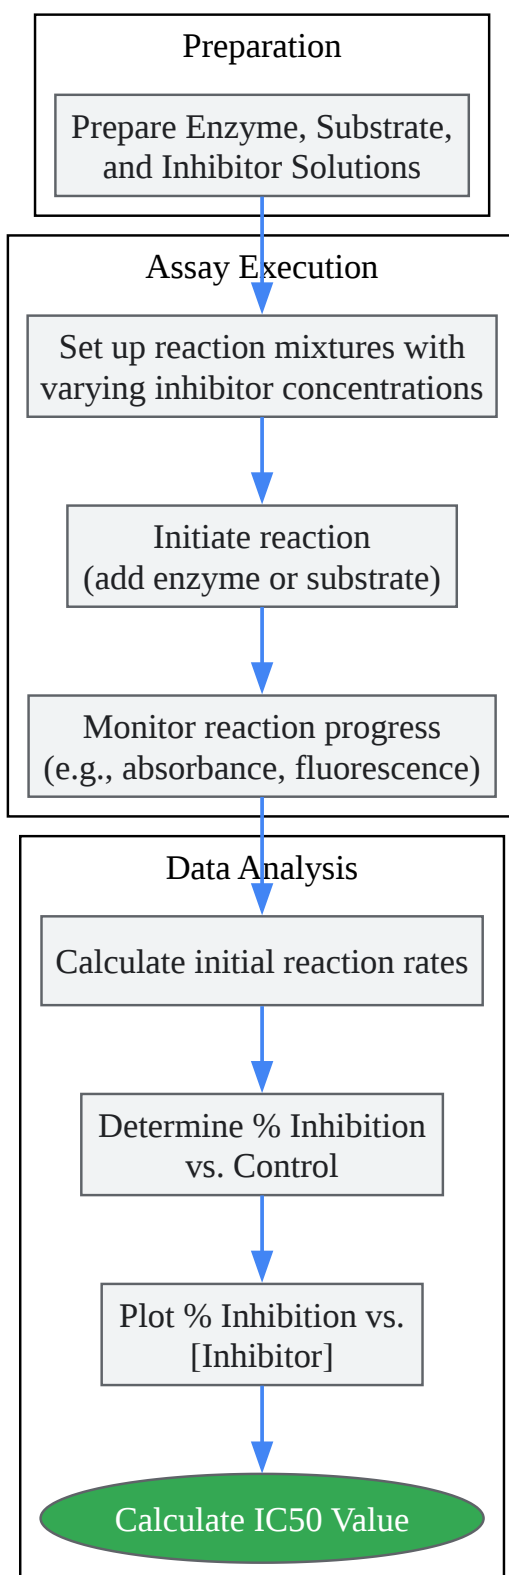 Preparation
Prepare Enzyme, Substrate,
and Inhibitor Solutions
Assay Execution
Set up reaction mixtures with
varying inhibitor concentrations
Initiate reaction
(add enzyme or substrate)
Monitor reaction progress
(e.g., absorbance, fluorescence)
Data Analysis
Calculate initial reaction rates
Determine % Inhibition
vs. Control
Plot % Inhibition vs.
[Inhibitor]
Calculate IC50 Value